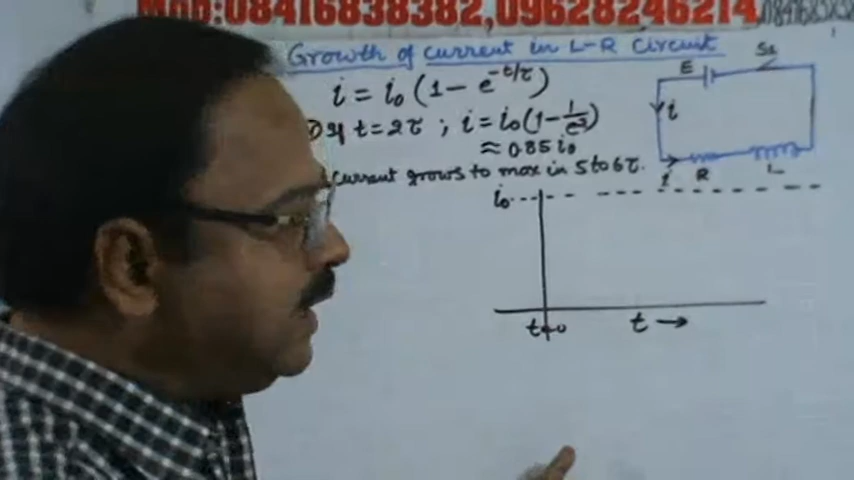 Mob:08416838382,09628246214,
Growth of current in L-R circuit
i = i₀ (1 - e^-t/τ)
if t = 2τ ; i = i₀ (1 - 1/e²)
≈ 0.85 i₀
current grows to max in 5 to 6 τ.
E
i
i
R
L
i₀
t=0
t →